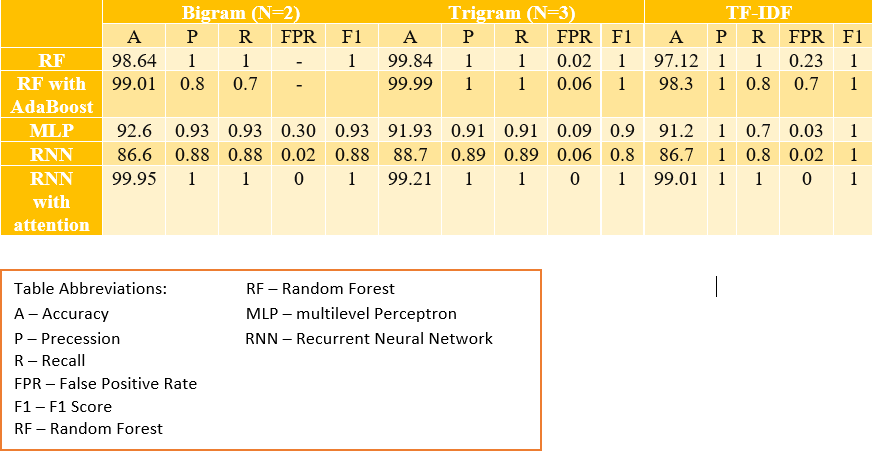 Bigram (N=2) Trigram (N=3) TF-IDF
A P R FPR F1 A P R FPR F1 A P R FPR F1
RF 98.64 1 1 - 1 99.84 1 1 0.02 1 97.12 1 1 0.23 1
RF with AdaBoost 99.01 0.8 0.7 - 99.99 1 1 0.06 1 98.3 1 0.8 0.7 1
MLP 92.6 0.93 0.93 0.30 0.93 91.93 0.91 0.91 0.09 0.9 91.2 1 0.7 0.03 1
RNN 86.6 0.88 0.88 0.02 0.88 88.7 0.89 0.89 0.06 0.8 86.7 1 0.8 0.02 1
RNN with attention 99.95 1 1 0 1 99.21 1 1 0 1 99.01 1 1 0 1
Table Abbreviations: RF – Random Forest
A – Accuracy MLP – multilevel Perceptron
P – Precession RNN – Recurrent Neural Network
R – Recall
FPR – False Positive Rate
F1 – F1 Score
RF – Random Forest